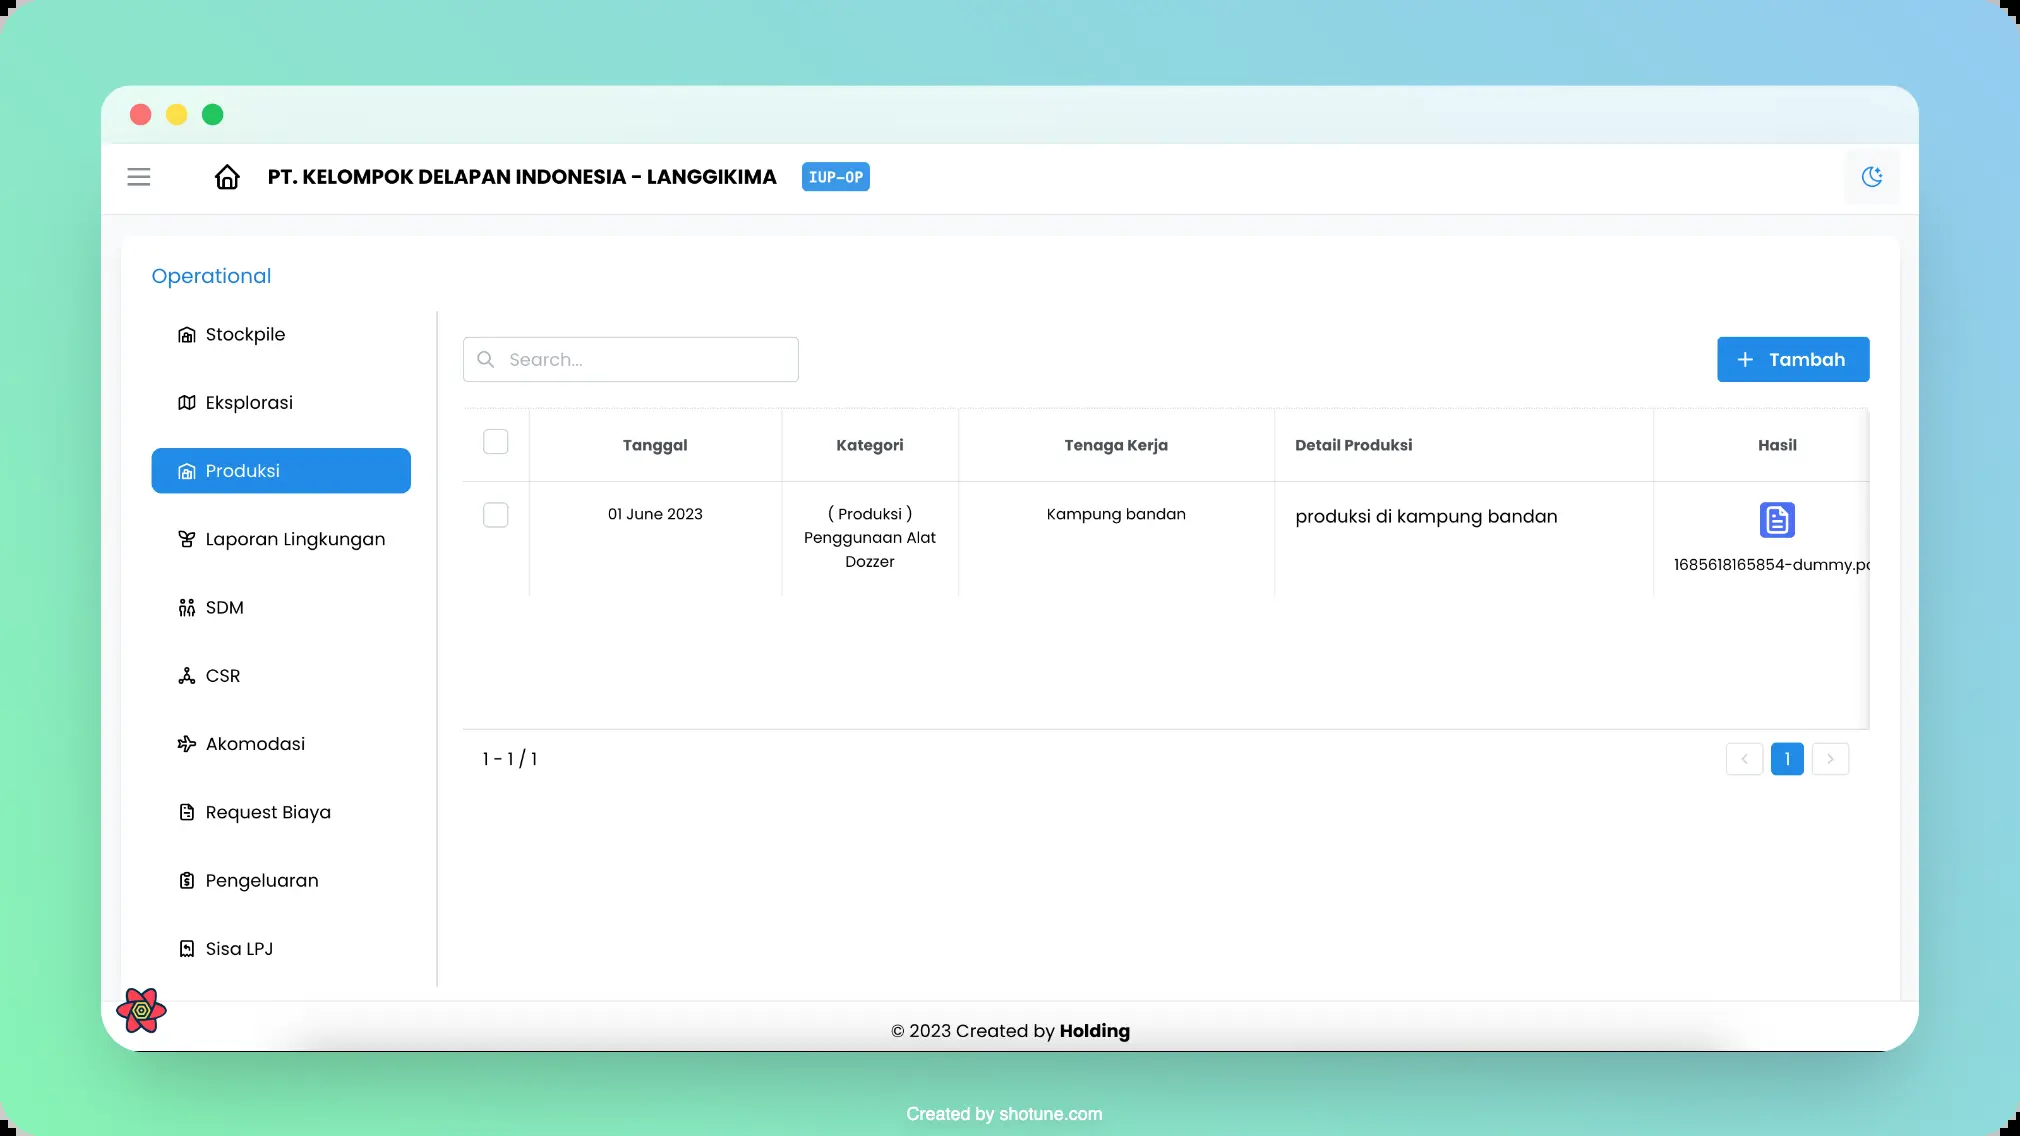 PT. KELOMPOK DELAPAN INDONESIA - LANGGIKIMA IUP-OP
Operational
Stockpile
Eksplorasi
Produksi
Laporan Lingkungan
SDM
CSR
Akomodasi
Request Biaya
Pengeluaran
Sisa LPJ
Search...
+ Tambah
Tanggal Kategori Tenaga Kerja Detail Produksi Hasil
01 June 2023
( Produksi )
Penggunaan Alat
Dozzer
Kampung bandan
produksi di kampung bandan
1685618165854-dummy.pd
1 - 1 / 1
1
© 2023 Created by Holding
Created by shotune.com